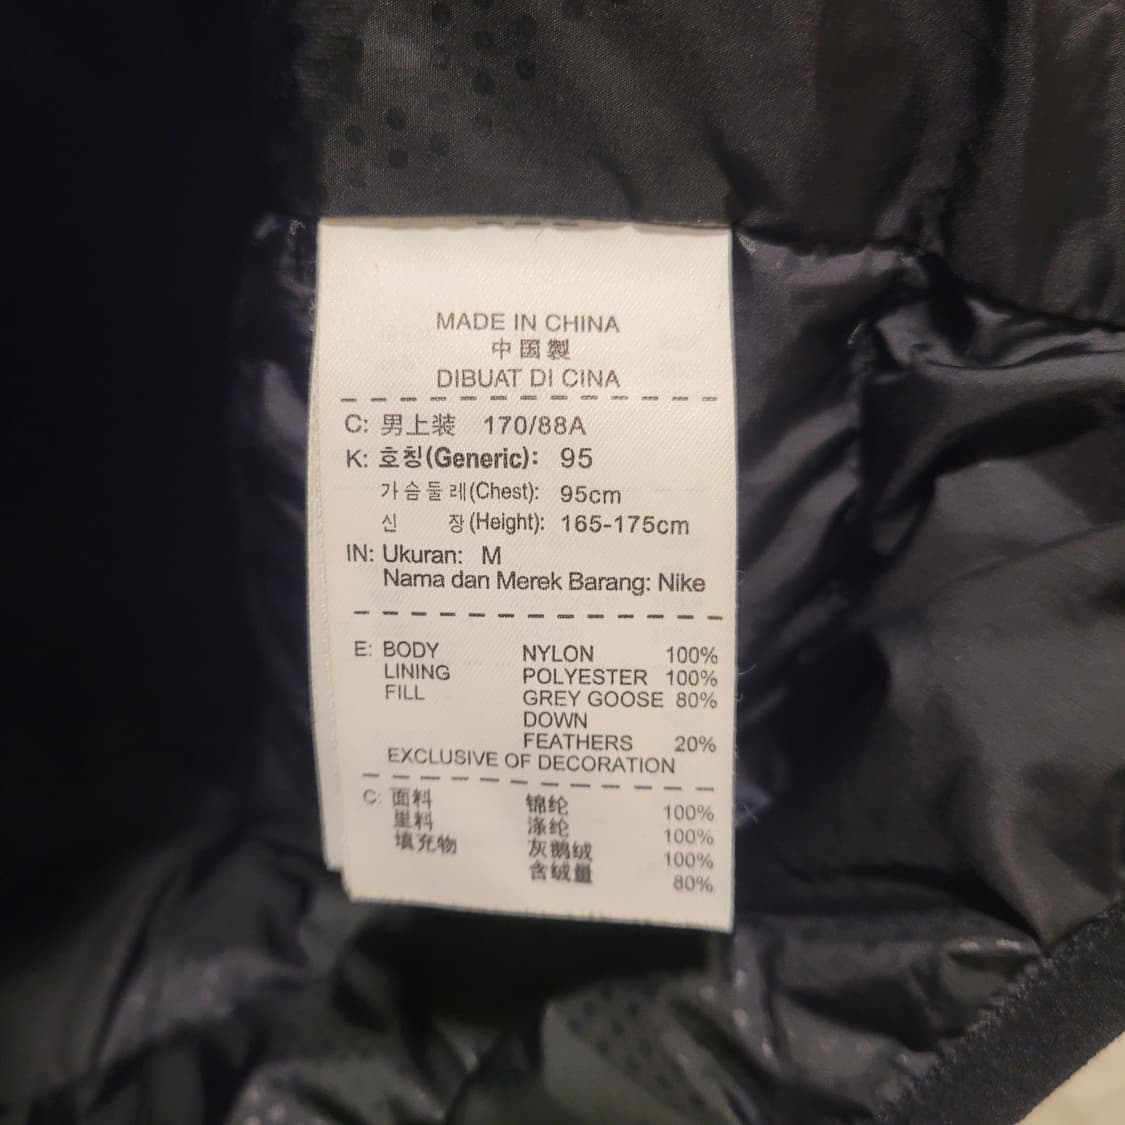 MADE IN CHINA
中国製
DIBUAT DI CINA
C: 男上装 170/88A
K: 호칭(Generic): 95
가슴둘레(Chest): 95cm
신 장(Height): 165-175cm
IN: Ukuran: M
Nama dan Merek Barang: Nike
E: BODY NYLON 100%
LINING POLYESTER 100%
FILL GREY GOOSE 80%
DOWN
FEATHERS 20%
EXCLUSIVE OF DECORATION
C: 面料 锦纶 100%
里料 涤纶 100%
填充物 灰鹅绒 100%
含绒量 80%